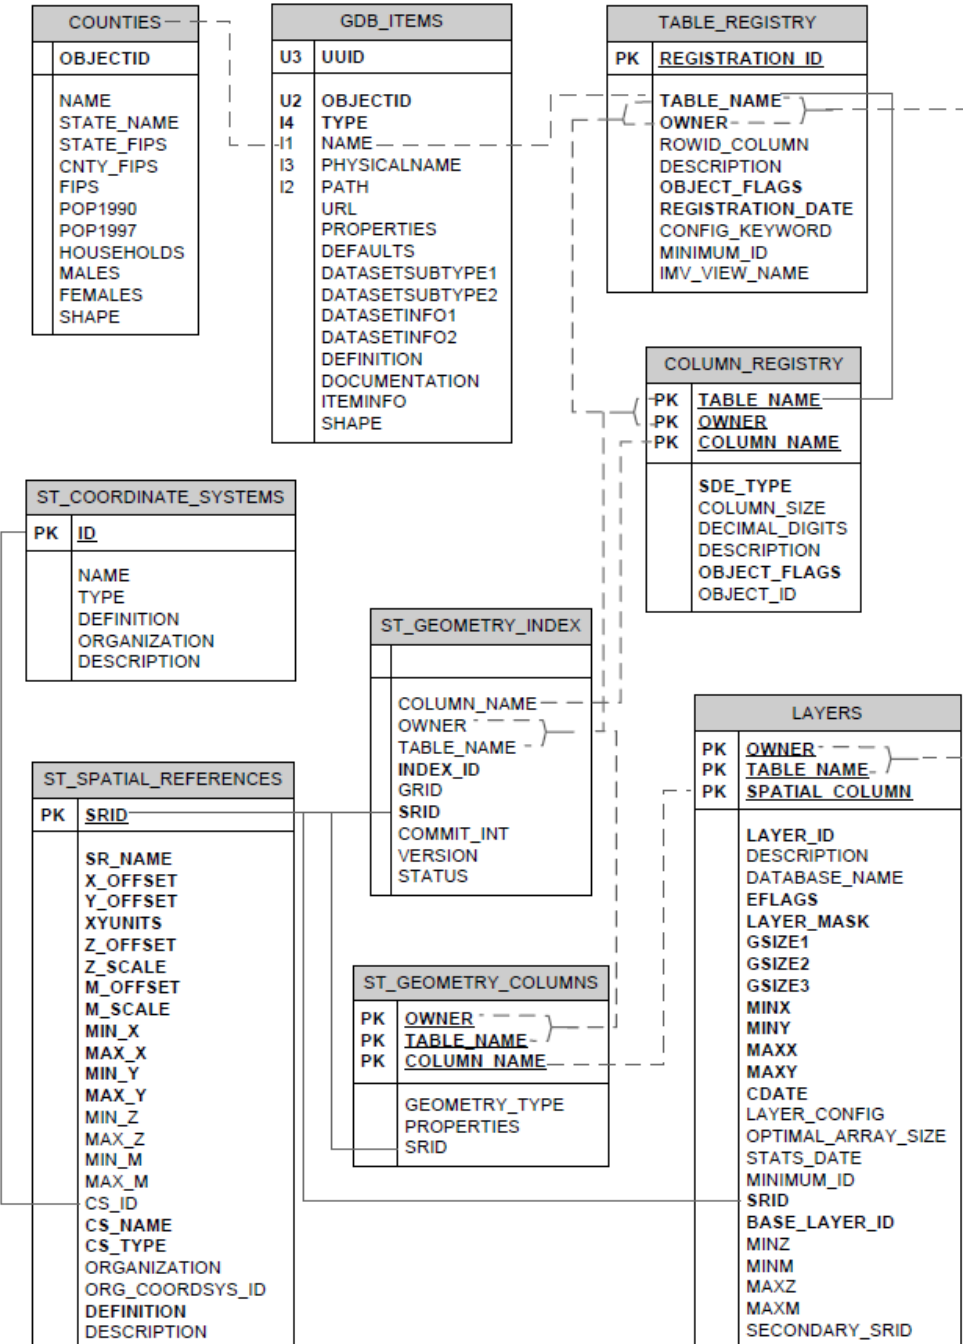 COUNTIES
OBJECTID
NAME
STATE_NAME
STATE_FIPS
CNTY_FIPS
FIPS
POP1990
POP1997
HOUSEHOLDS
MALES
FEMALES
SHAPE
GDB_ITEMS
U3 UUID
U2 OBJECTID
I4 TYPE
I1 NAME
I3 PHYSICALNAME
I2 PATH
URL
PROPERTIES
DEFAULTS
DATASETSUBTYPE1
DATASETSUBTYPE2
DATASETINFO1
DATASETINFO2
DEFINITION
DOCUMENTATION
ITEMINFO
SHAPE
TABLE_REGISTRY
PK REGISTRATION_ID
TABLE_NAME
OWNER
ROWID_COLUMN
DESCRIPTION
OBJECT_FLAGS
REGISTRATION_DATE
CONFIG_KEYWORD
MINIMUM_ID
IMV_VIEW_NAME
COLUMN_REGISTRY
PK TABLE_NAME
PK OWNER
PK COLUMN_NAME
SDE_TYPE
COLUMN_SIZE
DECIMAL_DIGITS
DESCRIPTION
OBJECT_FLAGS
OBJECT_ID
ST_COORDINATE_SYSTEMS
PK ID
NAME
TYPE
DEFINITION
ORGANIZATION
DESCRIPTION
ST_GEOMETRY_INDEX
COLUMN_NAME
OWNER
TABLE_NAME
INDEX_ID
GRID
SRID
COMMIT_INT
VERSION
STATUS
ST_SPATIAL_REFERENCES
PK SRID
SR_NAME
X_OFFSET
Y_OFFSET
XYUNITS
Z_OFFSET
Z_SCALE
M_OFFSET
M_SCALE
MIN_X
MAX_X
MIN_Y
MAX_Y
MIN_Z
MAX_Z
MIN_M
MAX_M
CS_ID
CS_NAME
CS_TYPE
ORGANIZATION
ORG_COORDSYS_ID
DEFINITION
DESCRIPTION
ST_GEOMETRY_COLUMNS
PK OWNER
PK TABLE_NAME
PK COLUMN_NAME
GEOMETRY_TYPE
PROPERTIES
SRID
LAYERS
PK OWNER
PK TABLE_NAME
PK SPATIAL_COLUMN
LAYER_ID
DESCRIPTION
DATABASE_NAME
EFLAGS
LAYER_MASK
GSIZE1
GSIZE2
GSIZE3
MINX
MINY
MAXX
MAXY
CDATE
LAYER_CONFIG
OPTIMAL_ARRAY_SIZE
STATS_DATE
MINIMUM_ID
SRID
BASE_LAYER_ID
MINZ
MINM
MAXZ
MAXM
SECONDARY_SRID